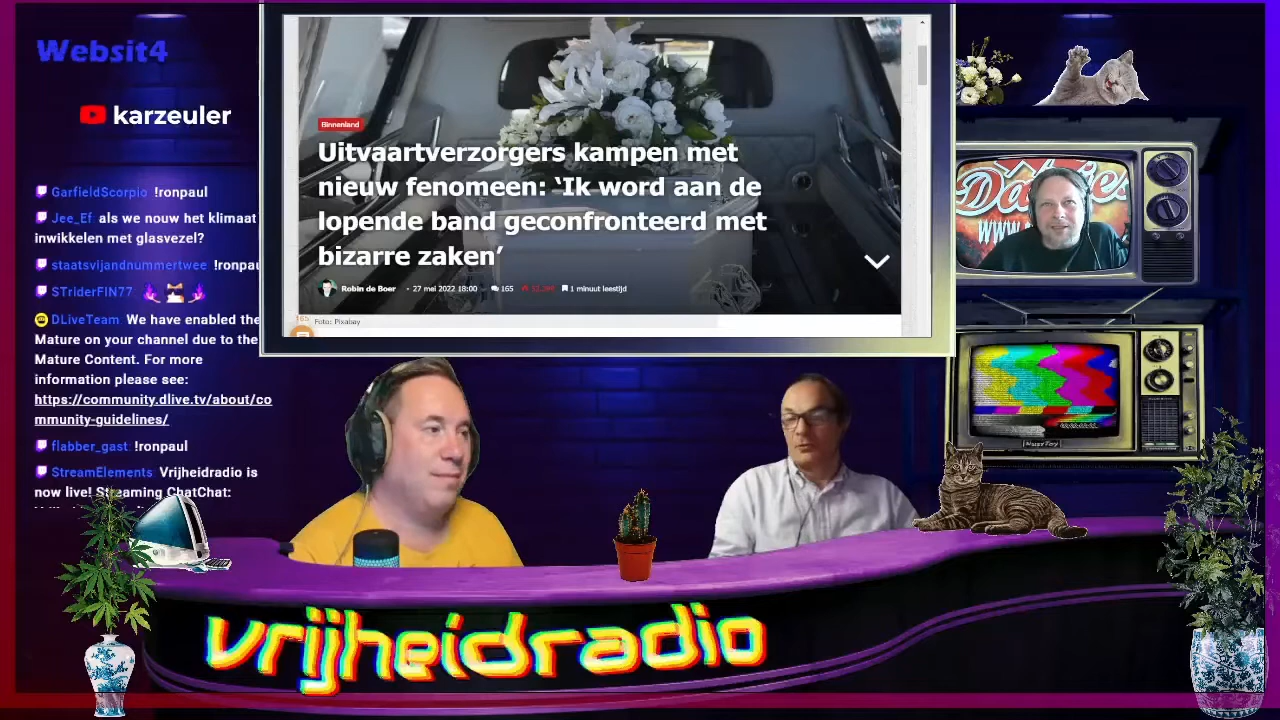 Websit4
karzeuler
GarfieldScorpio !ronpaul
Jee_Ef als we nouw het klimaat
inwikkelen met glasvezel?
staatsvijandnummertwee !ronpau
STriderFIN77
DLiveTeam We have enabled the
Mature on your channel due to the
Mature Content. For more
information please see:
https://community.dlive.tv/about/co
mmunity-guidelines/
flabber_gast !ronpaul
StreamElements Vrijheidradio is
now live! Streaming ChatChat:
Binnenland
Uitvaartverzorgers kampen met
nieuw fenomeen: ‘Ik word aan de
lopende band geconfronteerd met
bizarre zaken’
Robin de Boer • 27 mei 2022 18:00 165 1 minuut leestijd
165
Foto: Pixabay
WWW.
vrijheidradio